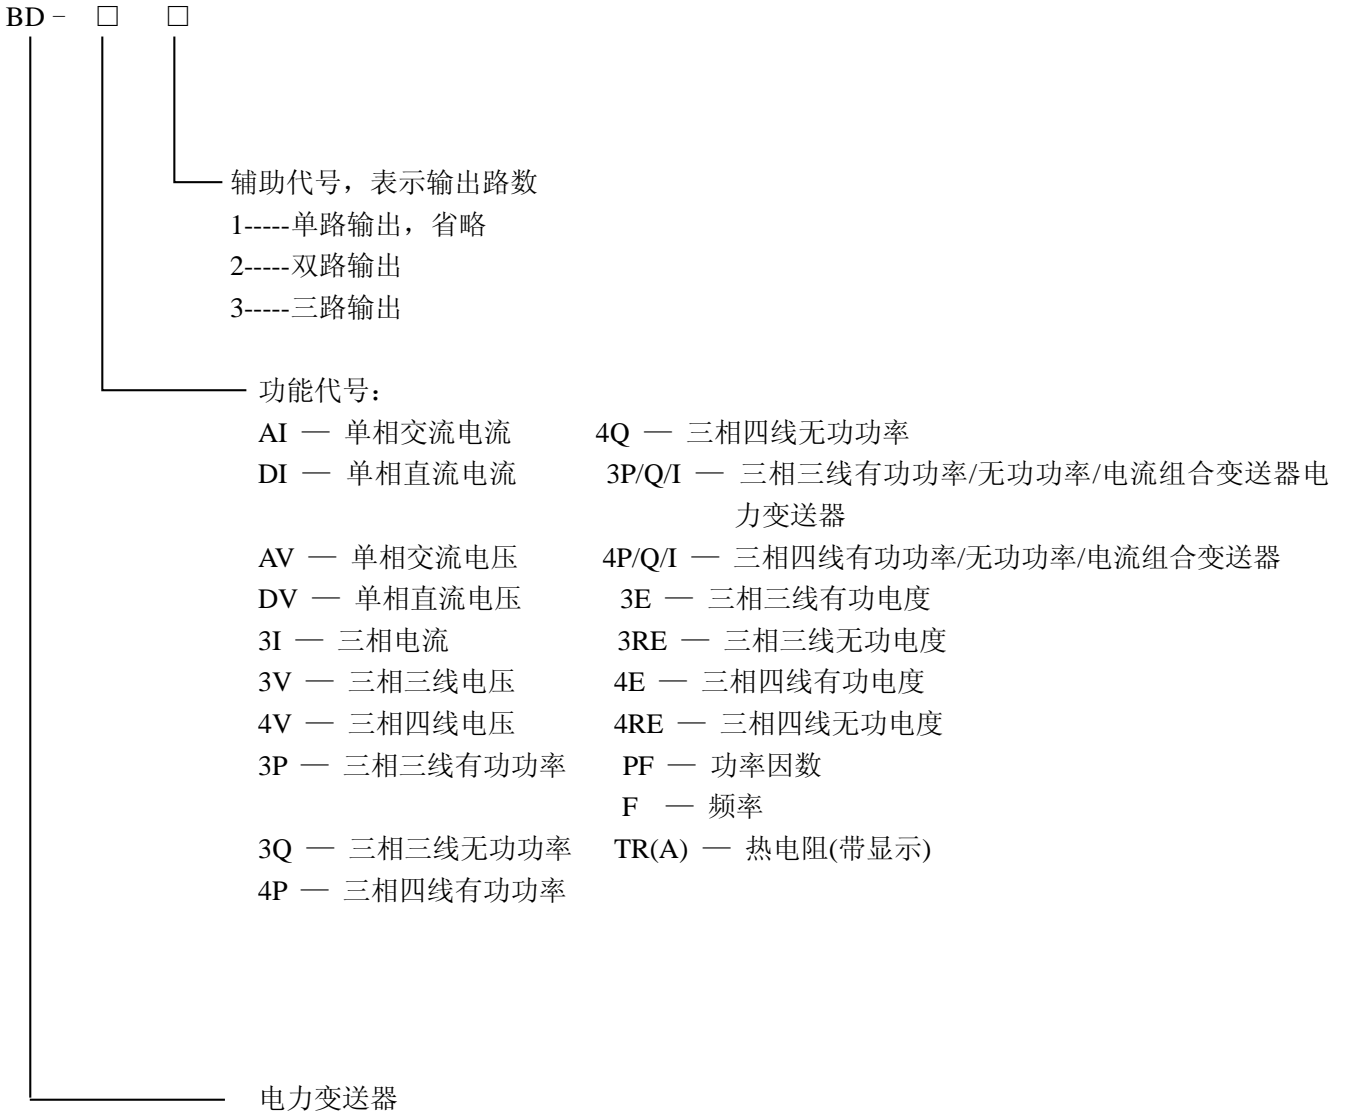 BD- □ □
辅助代号，表示输出路数
1-----单路输出，省略
2-----双路输出
3-----三路输出
功能代号：
AI — 单相交流电流 4Q — 三相四线无功功率
DI — 单相直流电流 3P/Q/I — 三相三线有功功率/无功功率/电流组合变送器电
力变送器
AV — 单相交流电压 4P/Q/I — 三相四线有功功率/无功功率/电流组合变送器
DV — 单相直流电压 3E — 三相三线有功电度
3I — 三相电流 3RE — 三相三线无功电度
3V — 三相三线电压 4E — 三相四线有功电度
4V — 三相四线电压 4RE — 三相四线无功电度
3P — 三相三线有功功率 PF — 功率因数
F — 频率
3Q — 三相三线无功功率 TR(A) — 热电阻(带显示)
4P — 三相四线有功功率
电力变送器